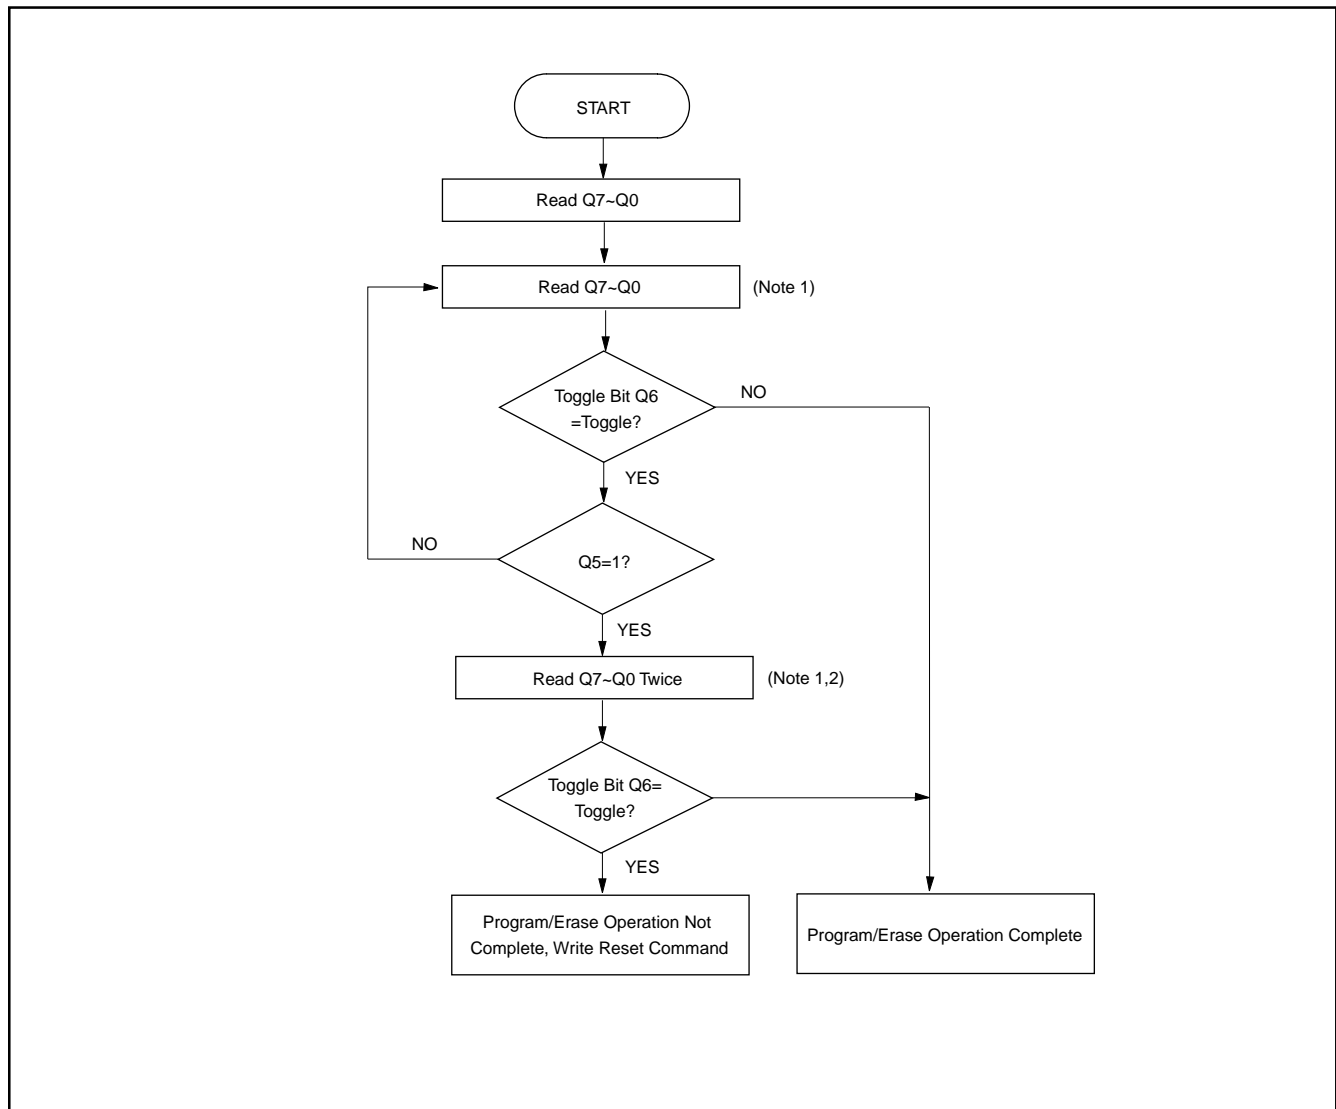 START
Read Q7~Q0
Read Q7~Q0
(Note 1)
Toggle Bit Q6
=Toggle?
NO
YES
NO
Q5=1?
YES
Read Q7~Q0 Twice
(Note 1,2)
Toggle Bit Q6=
Toggle?
YES
Program/Erase Operation Not
Complete, Write Reset Command
Program/Erase Operation Complete